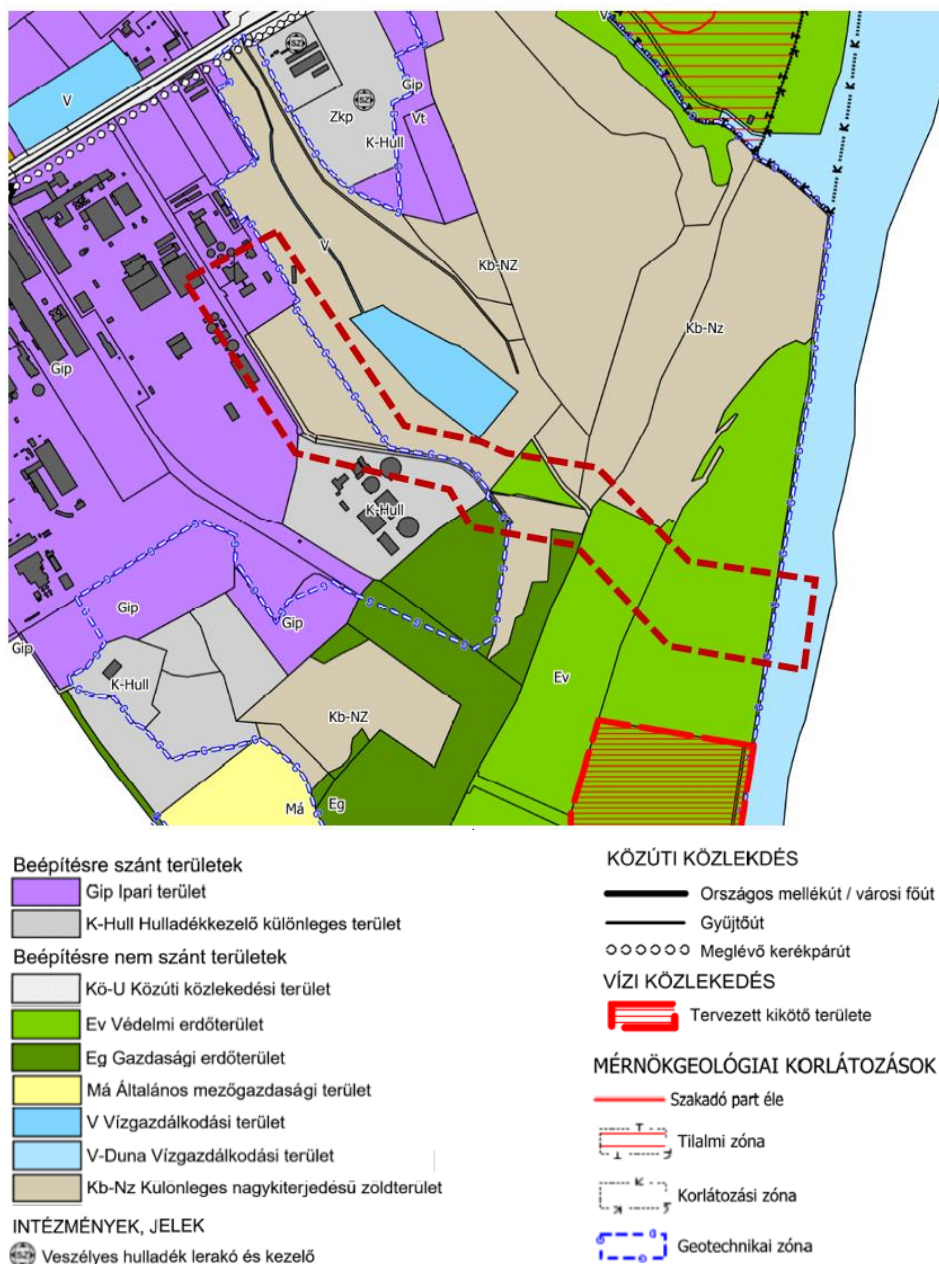 V
SZ
Gip
V
Zkp
SZ
Vt
K-Hull
V
Kb-NZ
Kb-Nz
Gip
K-Hull
Gip
Gip
Gip
K-Hull
Ev
Kb-NZ
Má
Eg
Beépítésre szánt területek
Gip Ipari terület
K-Hull Hulladékkezelő különleges terület
Beépítésre nem szánt területek
Kö-U Közúti közlekedési terület
Ev Védelmi erdőterület
Eg Gazdasági erdőterület
Má Általános mezőgazdasági terület
V Vízgazdálkodási terület
V-Duna Vízgazdálkodási terület
Kb-Nz Különleges nagykiterjedésű zöldterület
INTÉZMÉNYEK, JELEK
SZ Veszélyes hulladék lerakó és kezelő
KÖZÚTI KÖZLEKDÉS
Országos mellékút / városi főút
Gyűjtőút
Meglévő kerékpárút
VÍZI KÖZLEKEDÉS
Tervezett kikötő területe
MÉRNÖKGEOLÓGIAI KORLÁTOZÁSOK
Szakadó part éle
Tilalmi zóna
Korlátozási zóna
Geotechnikai zóna